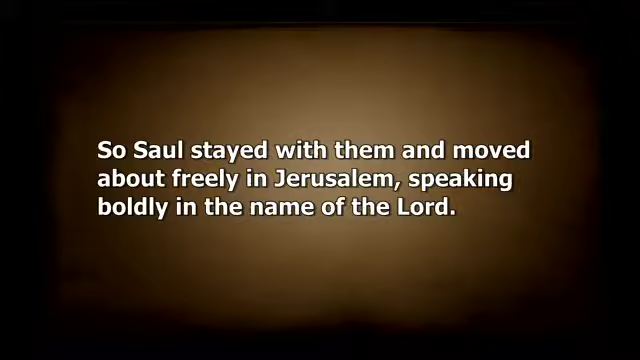 So Saul stayed with them and moved
about freely in Jerusalem, speaking
boldly in the name of the Lord.